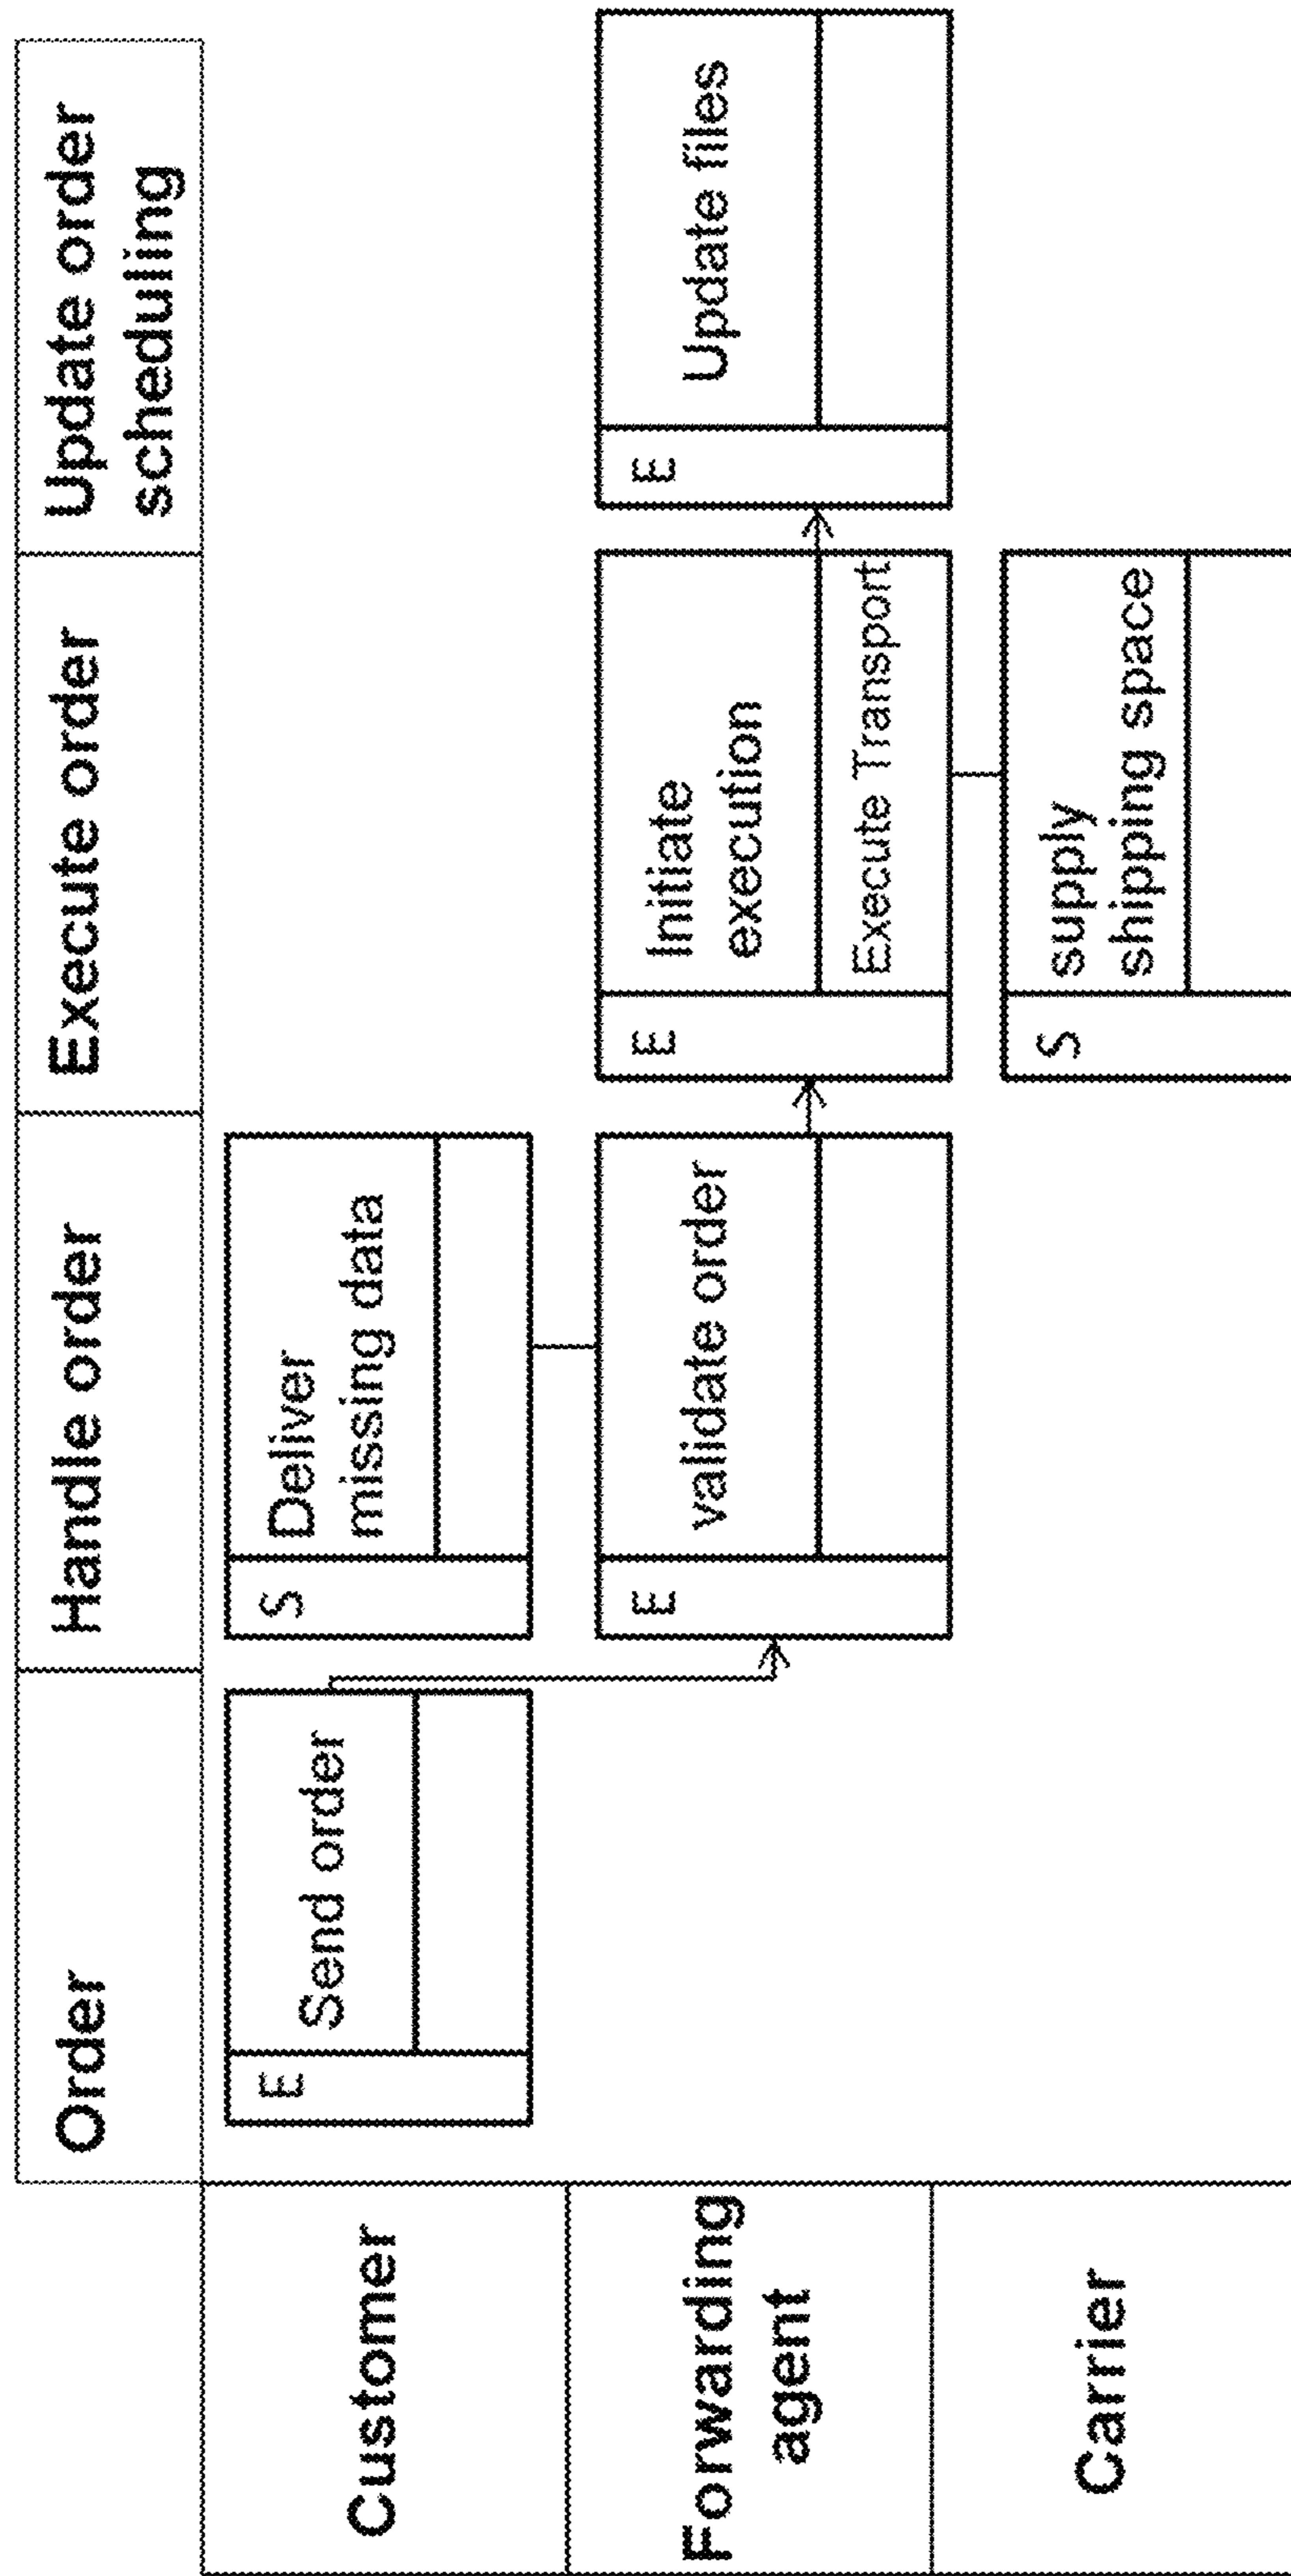 Order
Handle order
Execute order
Update order
scheduling
Customer
E
Send order
S
Deliver
missing data
Forwarding
agent
E
validate order
E
Initiate
execution
Execute Transport
E
Update files
Carrier
S
supply
shipping space